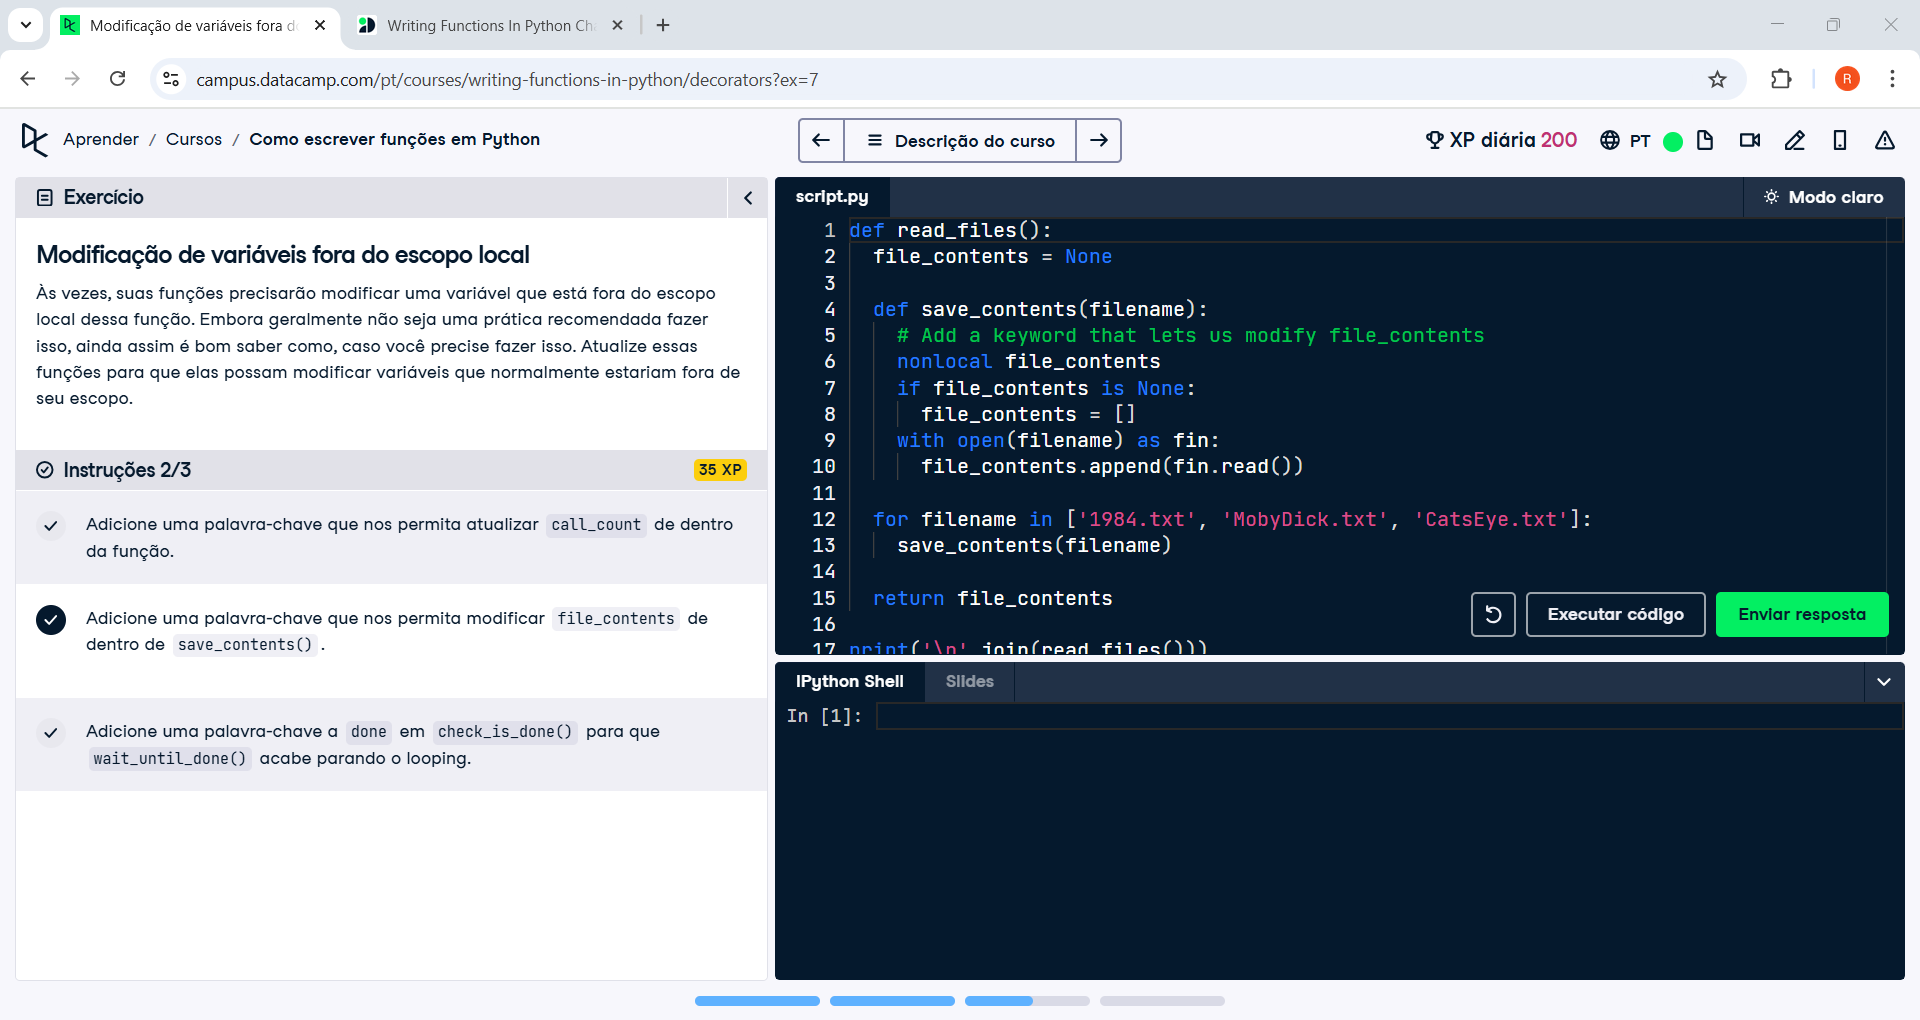 Modificação de variáveis fora d
Writing Functions In Python Ch
campus.datacamp.com/pt/courses/writing-functions-in-python/decorators?ex=7
R
Aprender / Cursos / Como escrever funções em Python
Descrição do curso
XP diária 200
PT
Exercício
Modificação de variáveis fora do escopo local
Às vezes, suas funções precisarão modificar uma variável que está fora do escopo
local dessa função. Embora geralmente não seja uma prática recomendada fazer
isso, ainda assim é bom saber como, caso você precise fazer isso. Atualize essas
funções para que elas possam modificar variáveis que normalmente estariam fora de
seu escopo.
Instruções 2/3
35 XP
Adicione uma palavra-chave que nos permita atualizar call_count de dentro
da função.
Adicione uma palavra-chave que nos permita modificar file_contents de
dentro de save_contents() .
Adicione uma palavra-chave a done em check_is_done() para que
wait_until_done() acabe parando o looping.
script.py
Modo claro
1 def read_files():
2 file_contents = None
3
4 def save_contents(filename):
5 # Add a keyword that lets us modify file_contents
6 nonlocal file_contents
7 if file_contents is None:
8 file_contents = []
9 with open(filename) as fin:
10 file_contents.append(fin.read())
11
12 for filename in ['1984.txt', 'MobyDick.txt', 'CatsEye.txt']:
13 save_contents(filename)
14
15 return file_contents
16
17 print('\n'.join(read_files()))
Executar código
Enviar resposta
IPython Shell
Slides
In [1]: